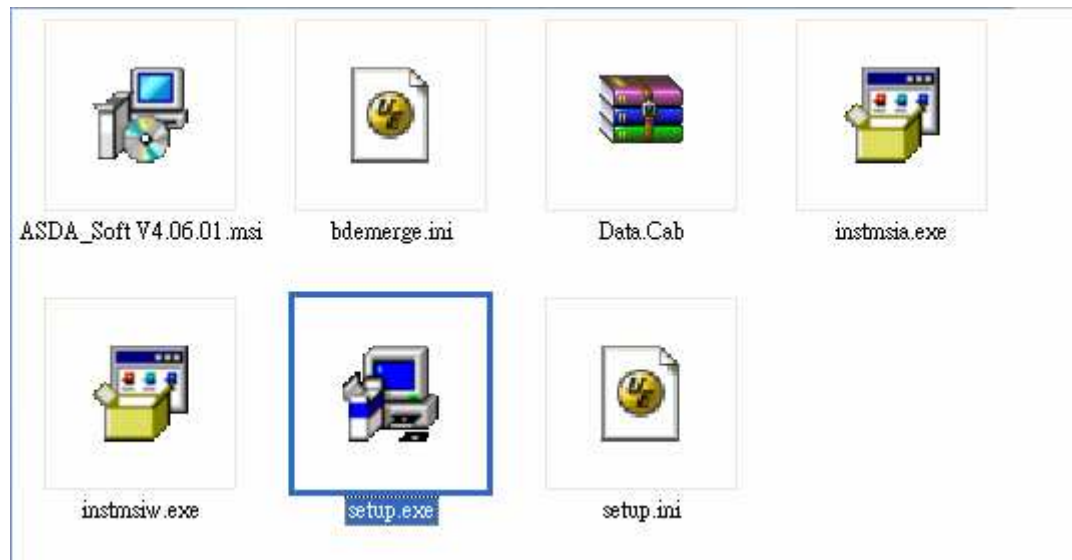 ASDA_Soft V4.06.01.msi
bdemerge.ini
Data.Cab
instmsia.exe
instmsiw.exe
setup.exe
setup.ini